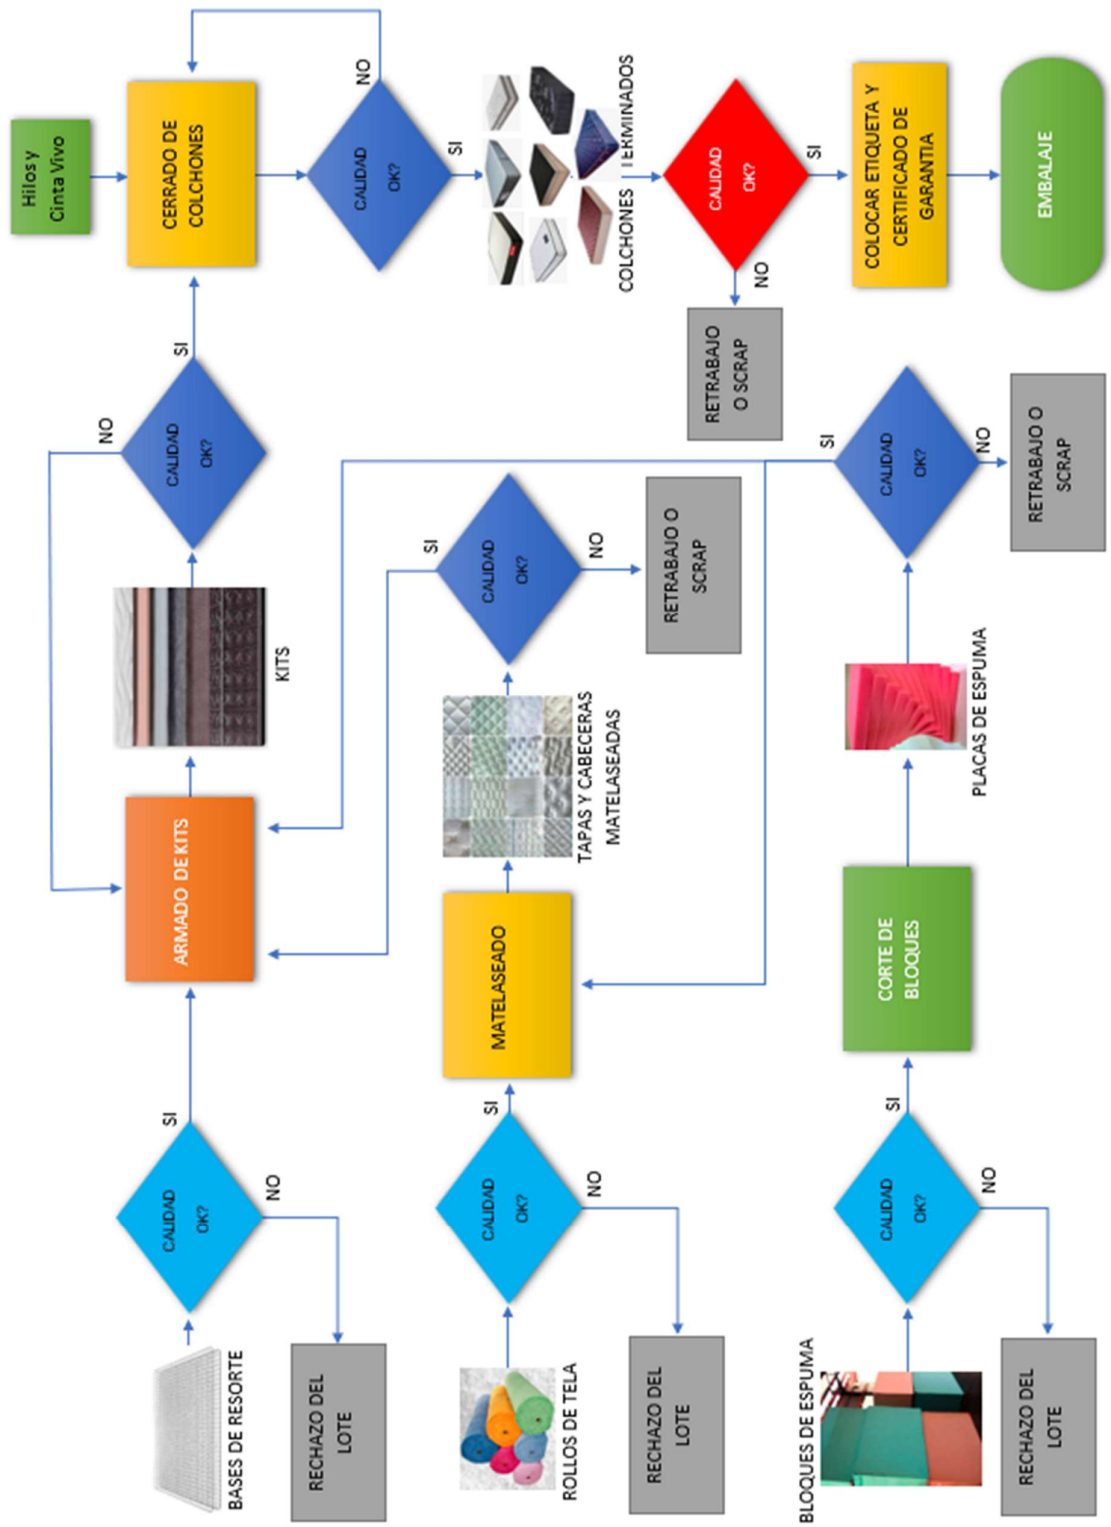 BASES DE RESORTE
CALIDAD
OK?
SI
NO
RECHAZO DEL
LOTE
ARMADO DE KITS
KITS
CALIDAD
OK?
NO
SI
Hilos y
Cinta Vivo
CERRADO DE
COLCHONES
CALIDAD
OK?
NO
SI
COLCHONES TERMINADOS
CALIDAD
OK?
NO
SI
RETRABAJO
O SCRAP
COLOCAR ETIQUETA Y
CERTIFICADO DE
GARANTIA
EMBALAJE
ROLLOS DE TELA
CALIDAD
OK?
SI
NO
RECHAZO DEL
LOTE
MATELASEADO
TAPAS Y CABECERAS
MATELASEADAS
CALIDAD
OK?
SI
NO
RETRABAJO O
SCRAP
BLOQUES DE ESPUMA
CALIDAD
OK?
SI
NO
RECHAZO DEL
LOTE
CORTE DE
BLOQUES
PLACAS DE ESPUMA
CALIDAD
OK?
SI
NO
RETRABAJO O
SCRAP